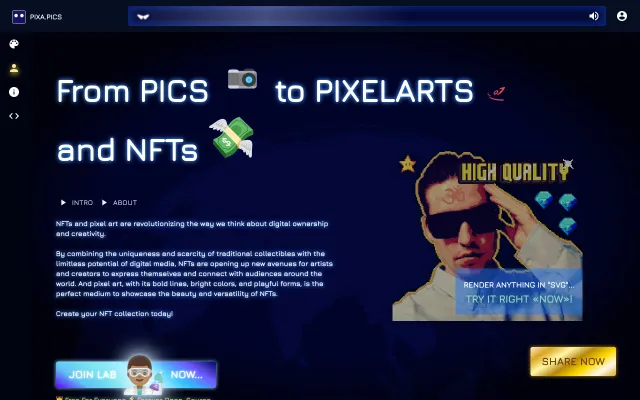 PIXA.PICS
From PICS to PIXELARTS
and NFTs
HIGH QUALITY
INTRO ABOUT
NFTs and pixel art are revolutionizing the way we think about digital ownership
and creativity.
By combining the uniqueness and scarcity of traditional collectibles with the
limitless potential of digital media, NFTs are opening up new avenues for artists
and creators to express themselves and connect with audiences around the
world. And pixel art, with its bold lines, bright colors, and playful forms, is the
perfect medium to showcase the beauty and versatility of NFTs.
Create your NFT collection today!
RENDER ANYTHING IN "SVG"...
TRY IT RIGHT «NOW»!
JOIN LAB NOW...
SHARE NOW